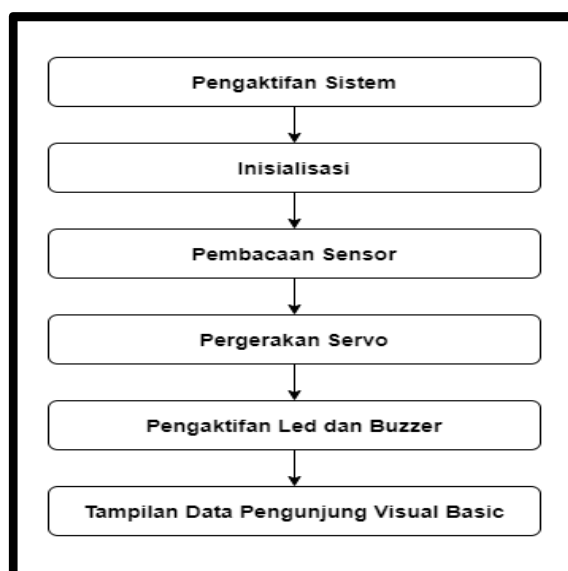 Pengaktifan Sistem
Inisialisasi
Pembacaan Sensor
Pergerakan Servo
Pengaktifan Led dan Buzzer
Tampilan Data Pengunjung Visual Basic